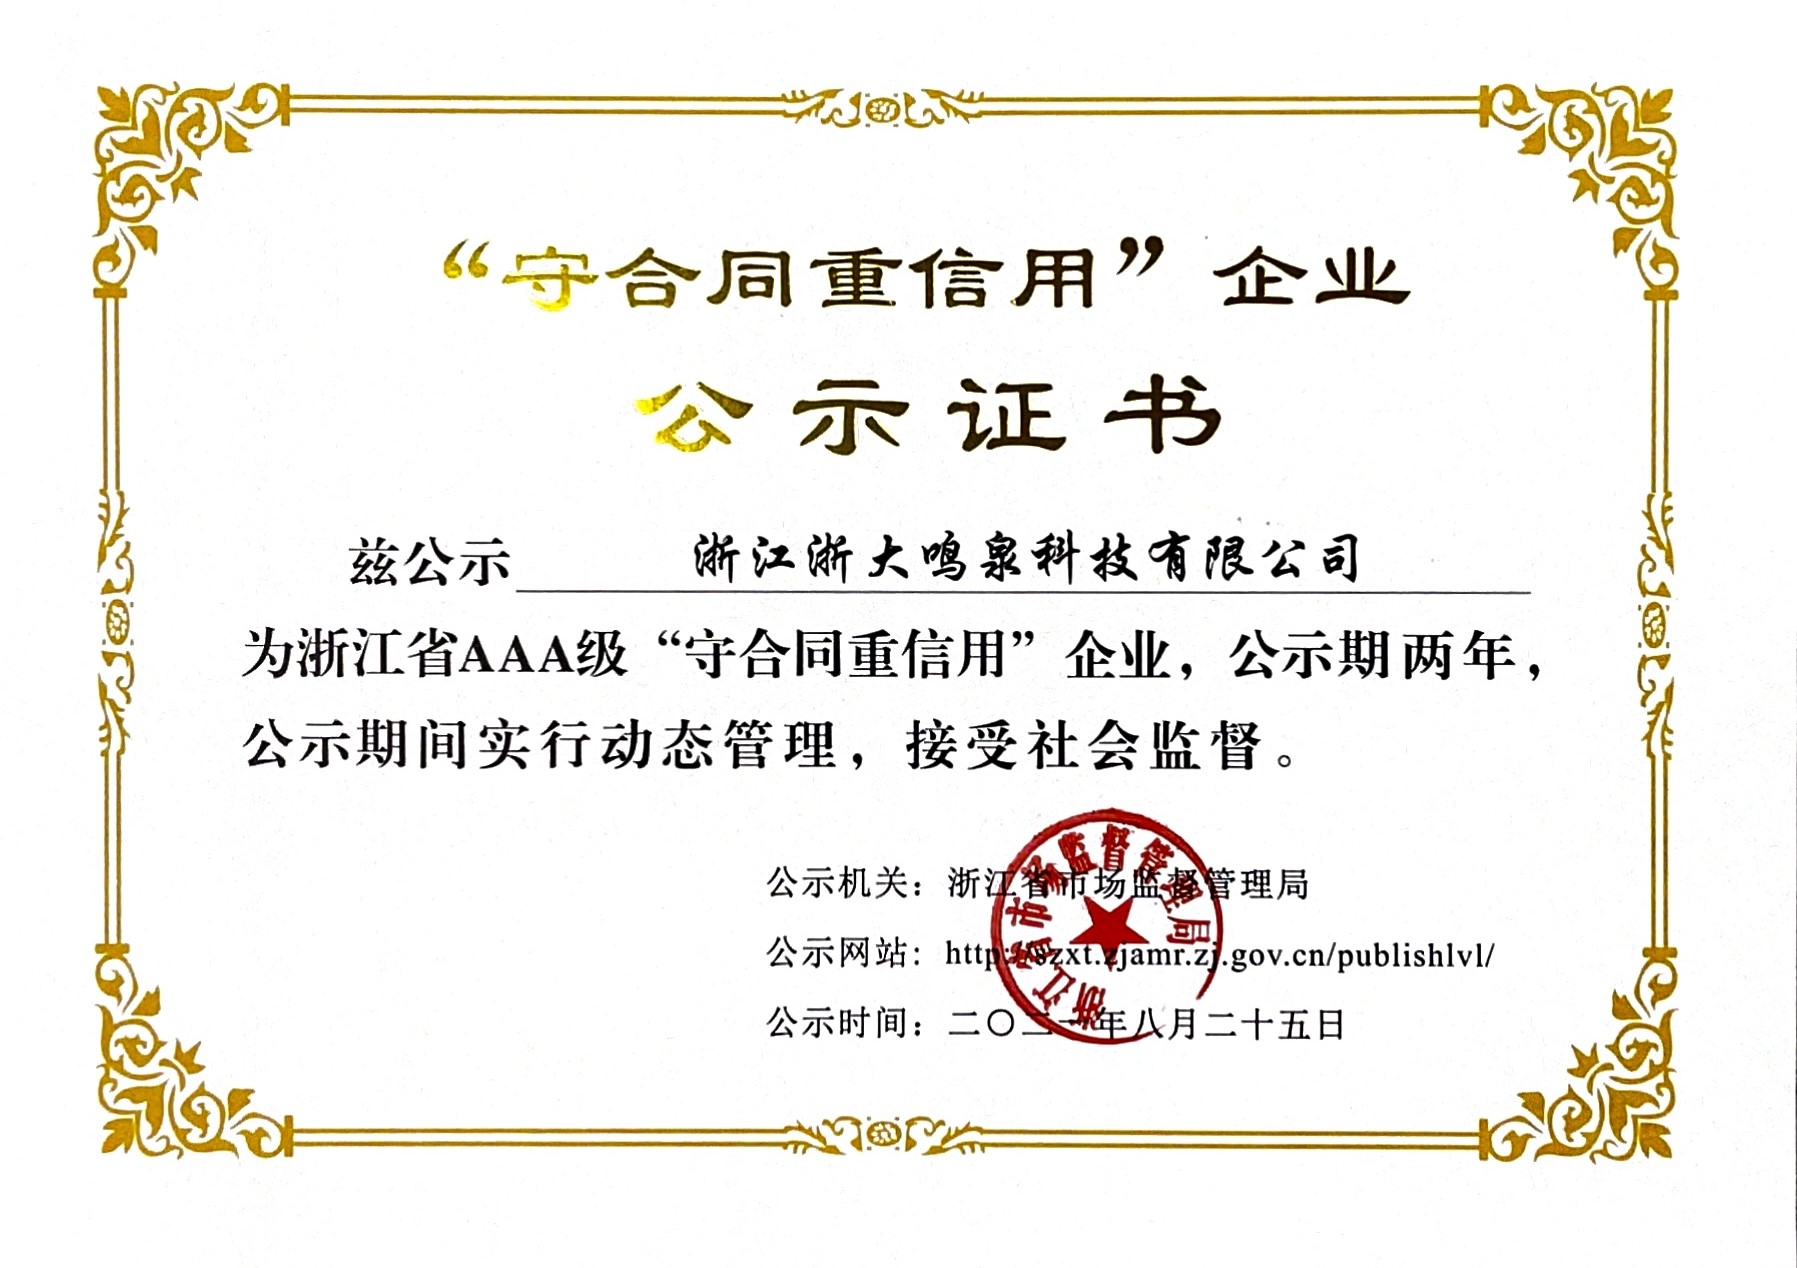 “守合同重信用”企业
公示证书
兹公示 浙江浙大鸣泉科技有限公司
为浙江省AAA级“守合同重信用”企业，公示期两年，
公示期间实行动态管理，接受社会监督。
公示机关：浙江省市场监督管理局
公示网站：http://szxt.zjamr.zj.gov.cn/publishlvl/
公示时间：二〇二一年八月二十五日
浙江省市场监督管理局